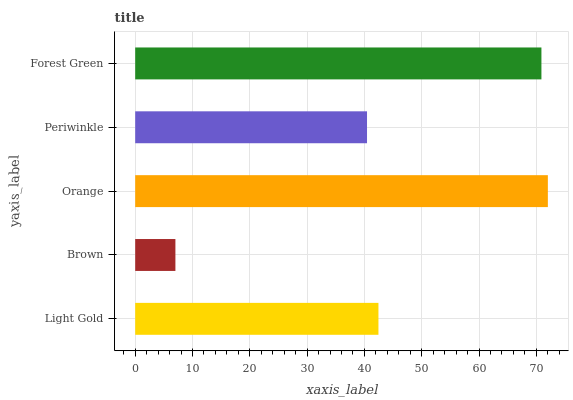 title
Forest Green
Periwinkle
Orange
Brown
Light Gold
yaxis_label
0 10 20 30 40 50 60 70
xaxis_label